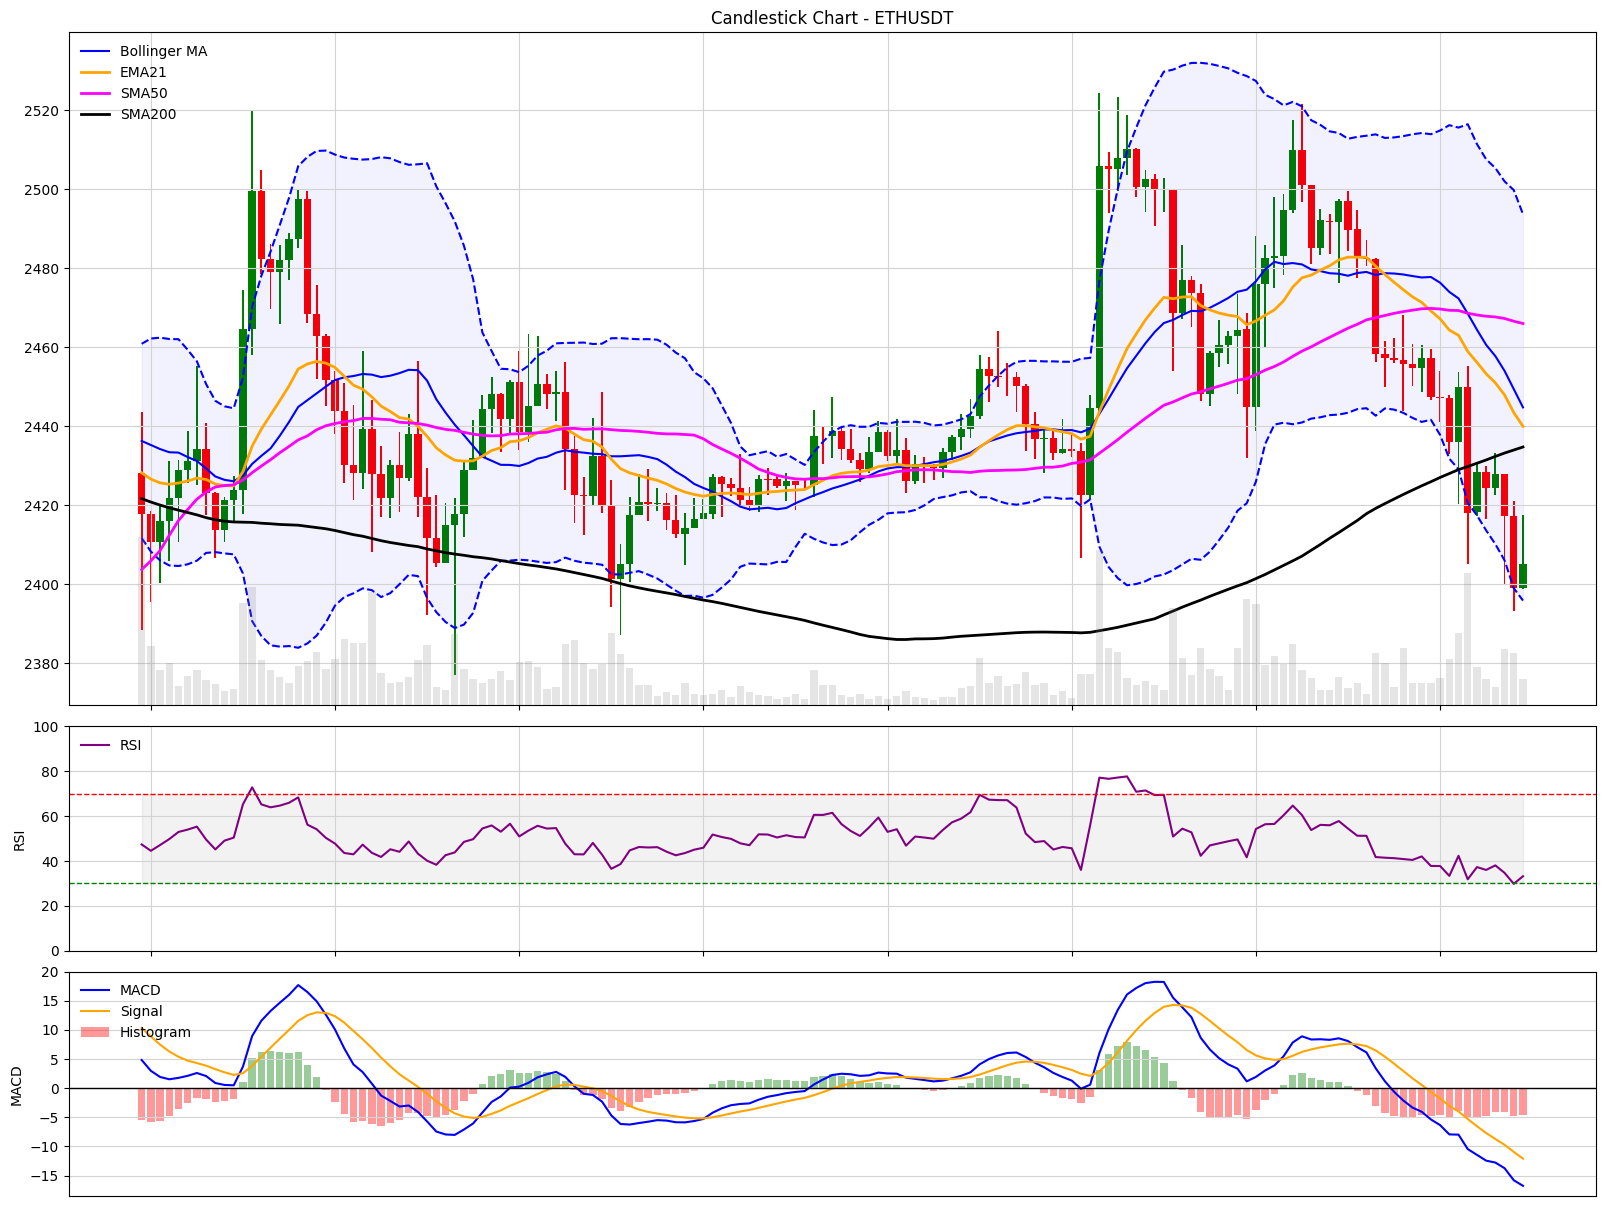 Candlestick Chart - ETHUSDT
Bollinger MA
EMA21
SMA50
SMA200
2520
2500
2480
2460
2440
2420
2400
2380
RSI
RSI
100
80
60
40
20
0
MACD
MACD
Signal
Histogram
20
15
10
5
0
−5
−10
−15